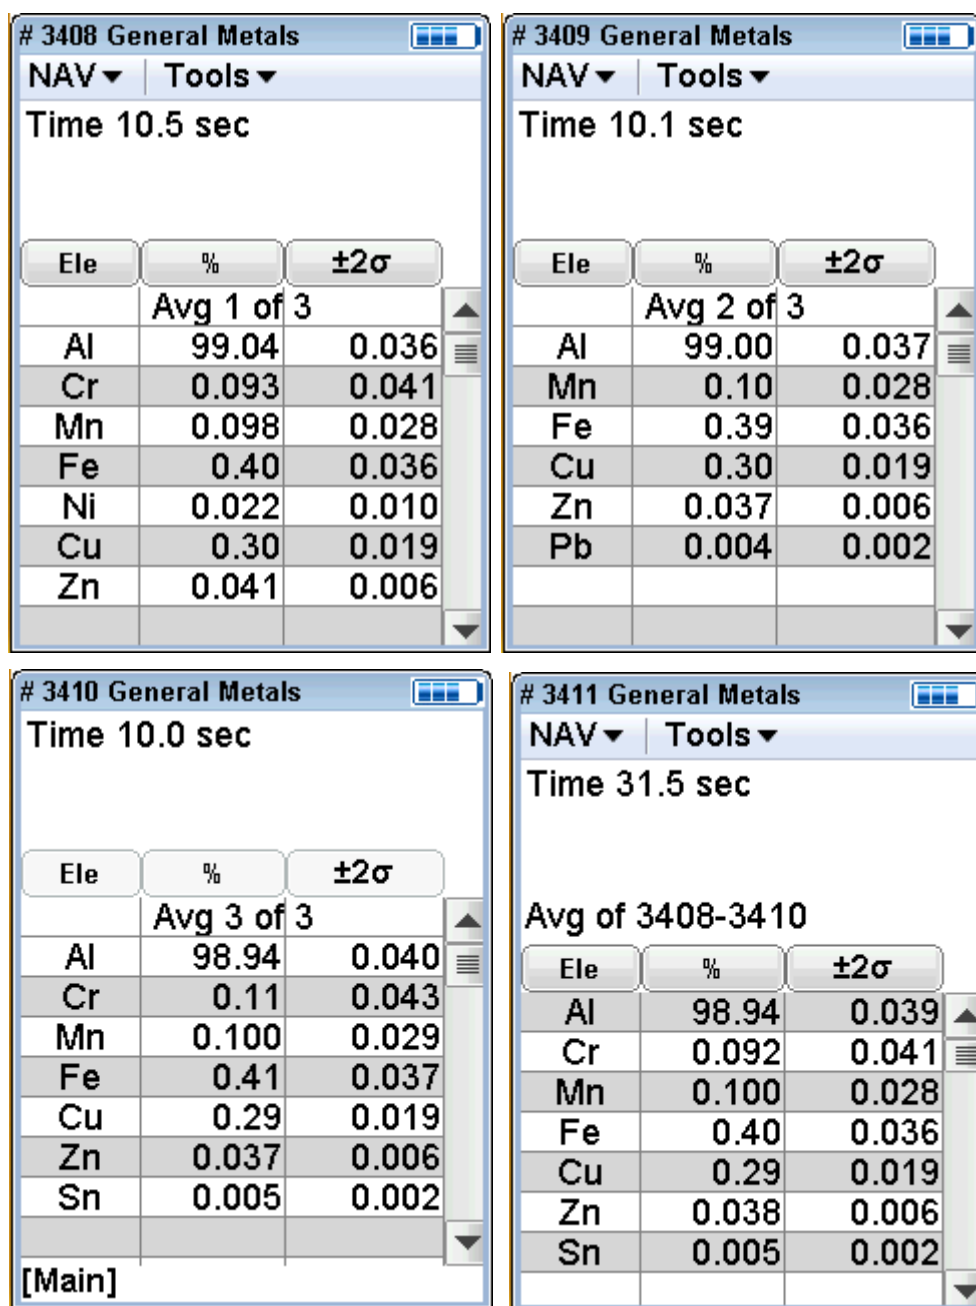 # 3408 General Metals
NAV Tools
Time 10.5 sec
Ele % ±2σ
Avg 1 of 3
Al 99.04 0.036
Cr 0.093 0.041
Mn 0.098 0.028
Fe 0.40 0.036
Ni 0.022 0.010
Cu 0.30 0.019
Zn 0.041 0.006
# 3409 General Metals
NAV Tools
Time 10.1 sec
Ele % ±2σ
Avg 2 of 3
Al 99.00 0.037
Mn 0.10 0.028
Fe 0.39 0.036
Cu 0.30 0.019
Zn 0.037 0.006
Pb 0.004 0.002
# 3410 General Metals
Time 10.0 sec
Ele % ±2σ
Avg 3 of 3
Al 98.94 0.040
Cr 0.11 0.043
Mn 0.100 0.029
Fe 0.41 0.037
Cu 0.29 0.019
Zn 0.037 0.006
Sn 0.005 0.002
[Main]
# 3411 General Metals
NAV Tools
Time 31.5 sec
Avg of 3408-3410
Ele % ±2σ
Al 98.94 0.039
Cr 0.092 0.041
Mn 0.100 0.028
Fe 0.40 0.036
Cu 0.29 0.019
Zn 0.038 0.006
Sn 0.005 0.002